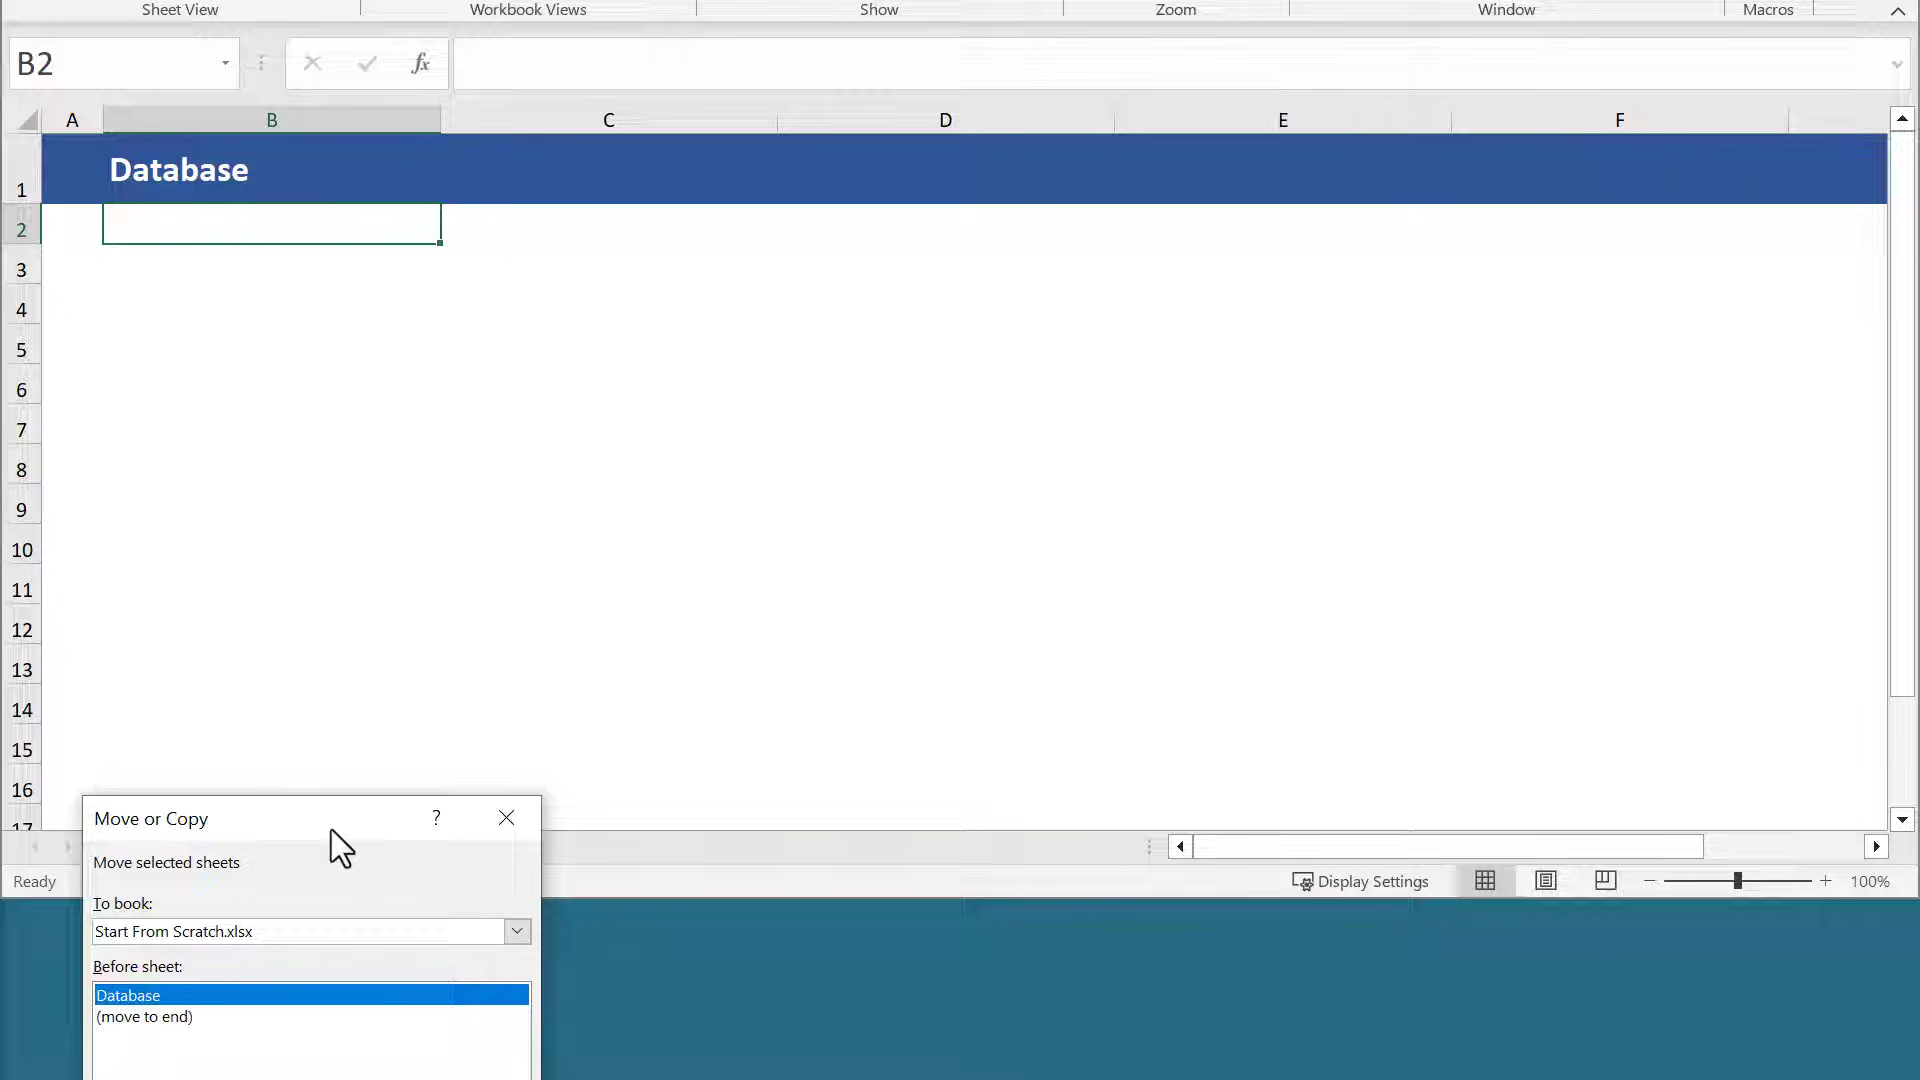 Sheet View Workbook Views Show Zoom Window Macros
B2 fx
A B C D E F
1 Database
2
3
4
5
6
7
8
9
10
11
12
13
14
15
16
17
Move or Copy ?
Move selected sheets
Ready Display Settings 100%
To book:
Start From Scratch.xlsx
Before sheet:
Database
(move to end)